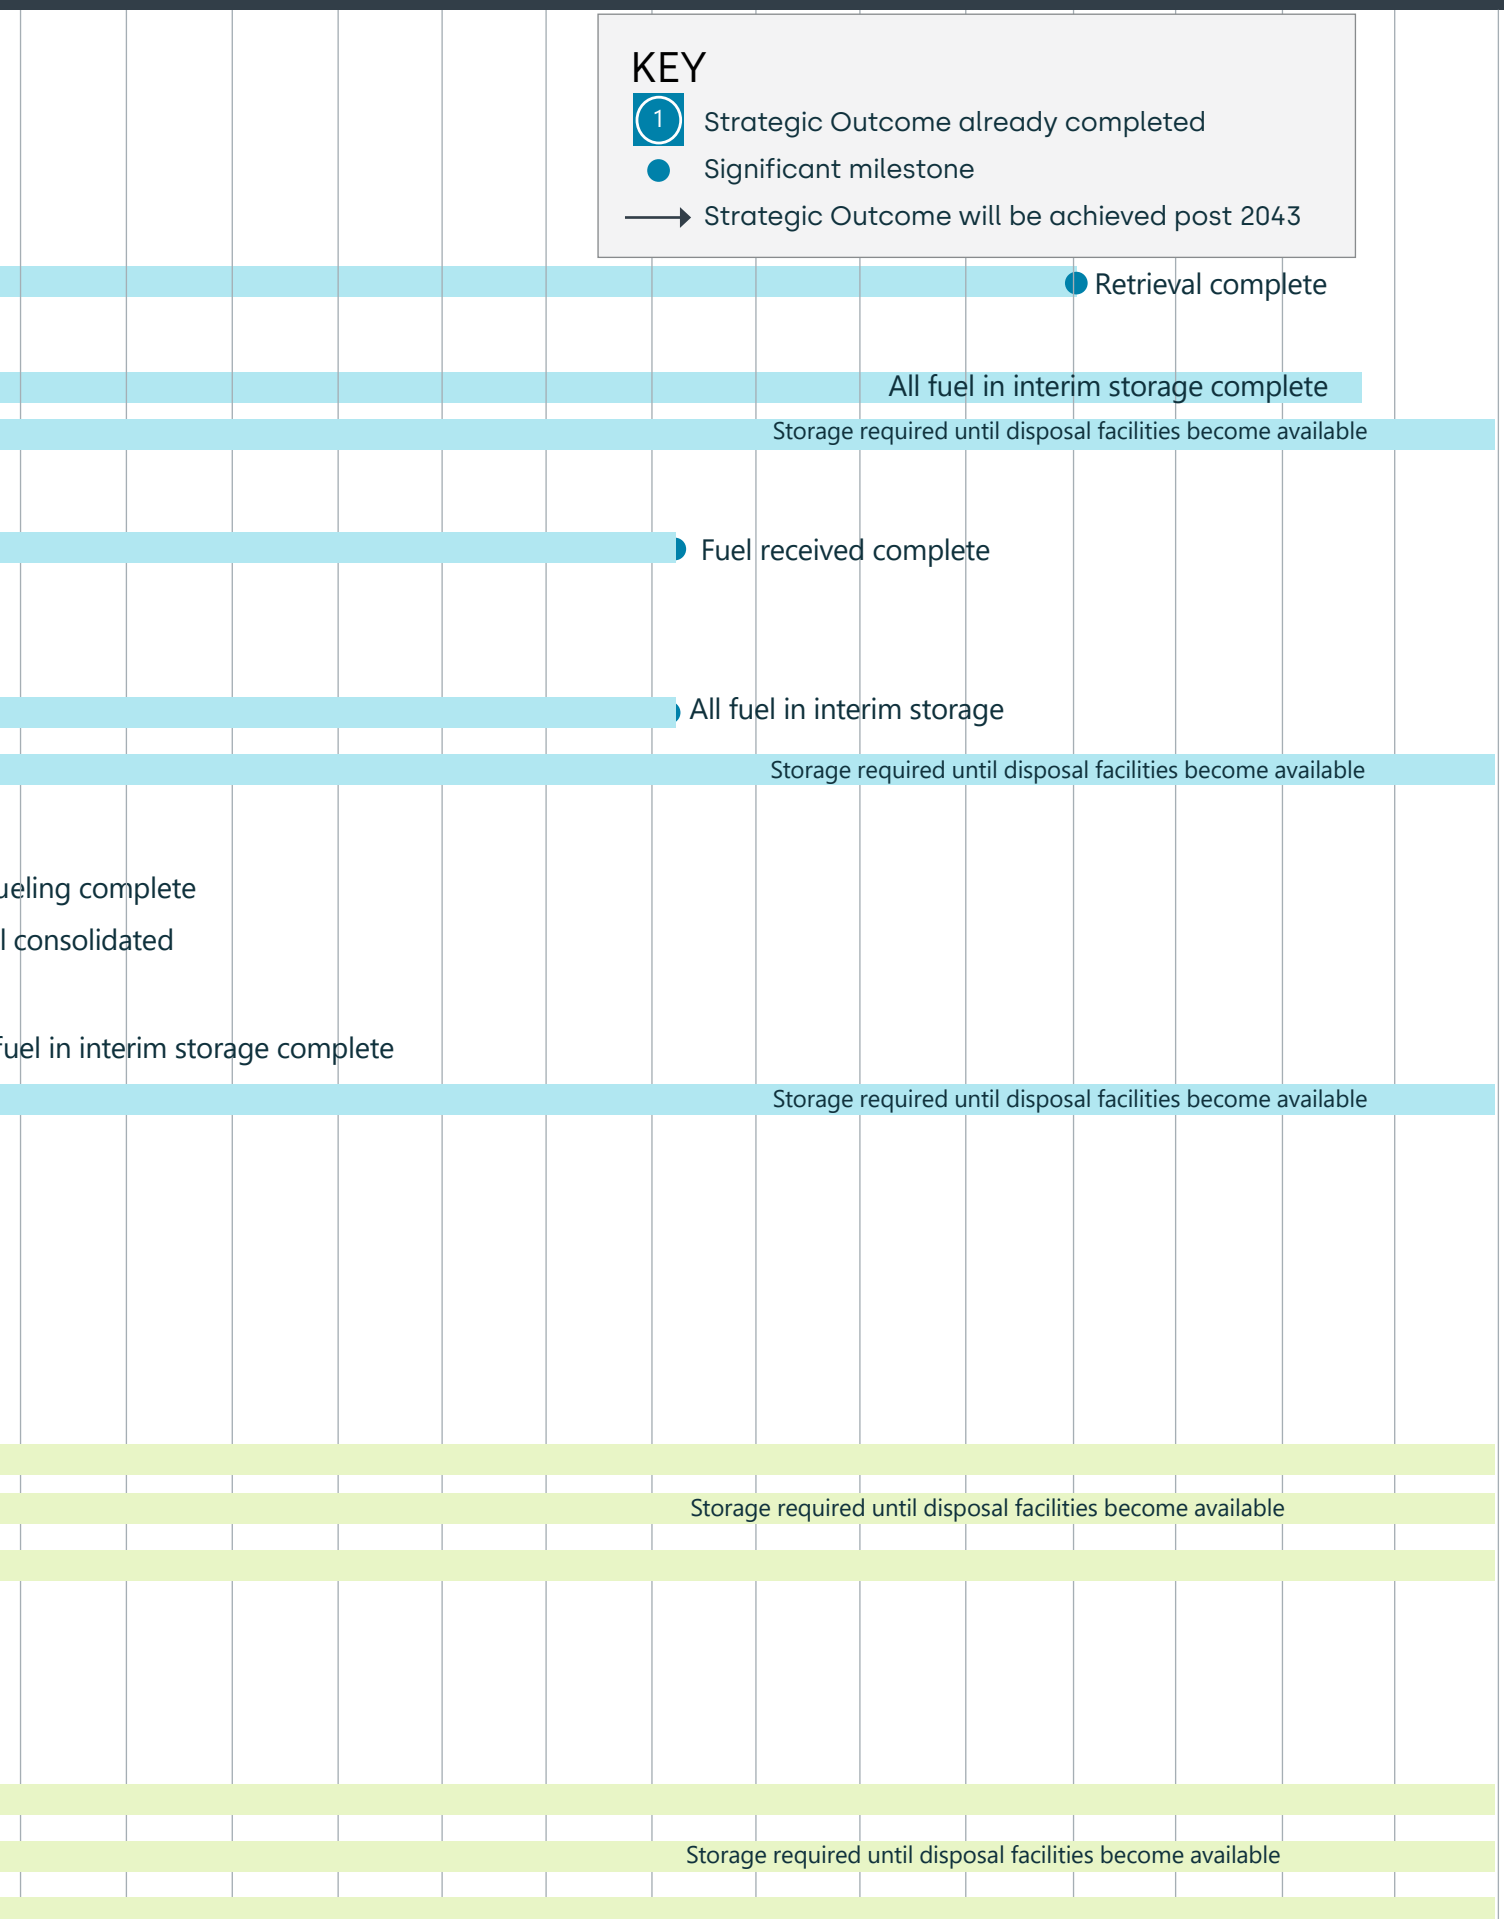 KEY
1 Strategic Outcome already completed
Significant milestone
Strategic Outcome will be achieved post 2043
Retrieval complete
All fuel in interim storage complete
Storage required until disposal facilities become available
Fuel received complete
All fuel in interim storage
Storage required until disposal facilities become available
ueling complete
l consolidated
fuel in interim storage complete
Storage required until disposal facilities become available
Storage required until disposal facilities become available
Storage required until disposal facilities become available